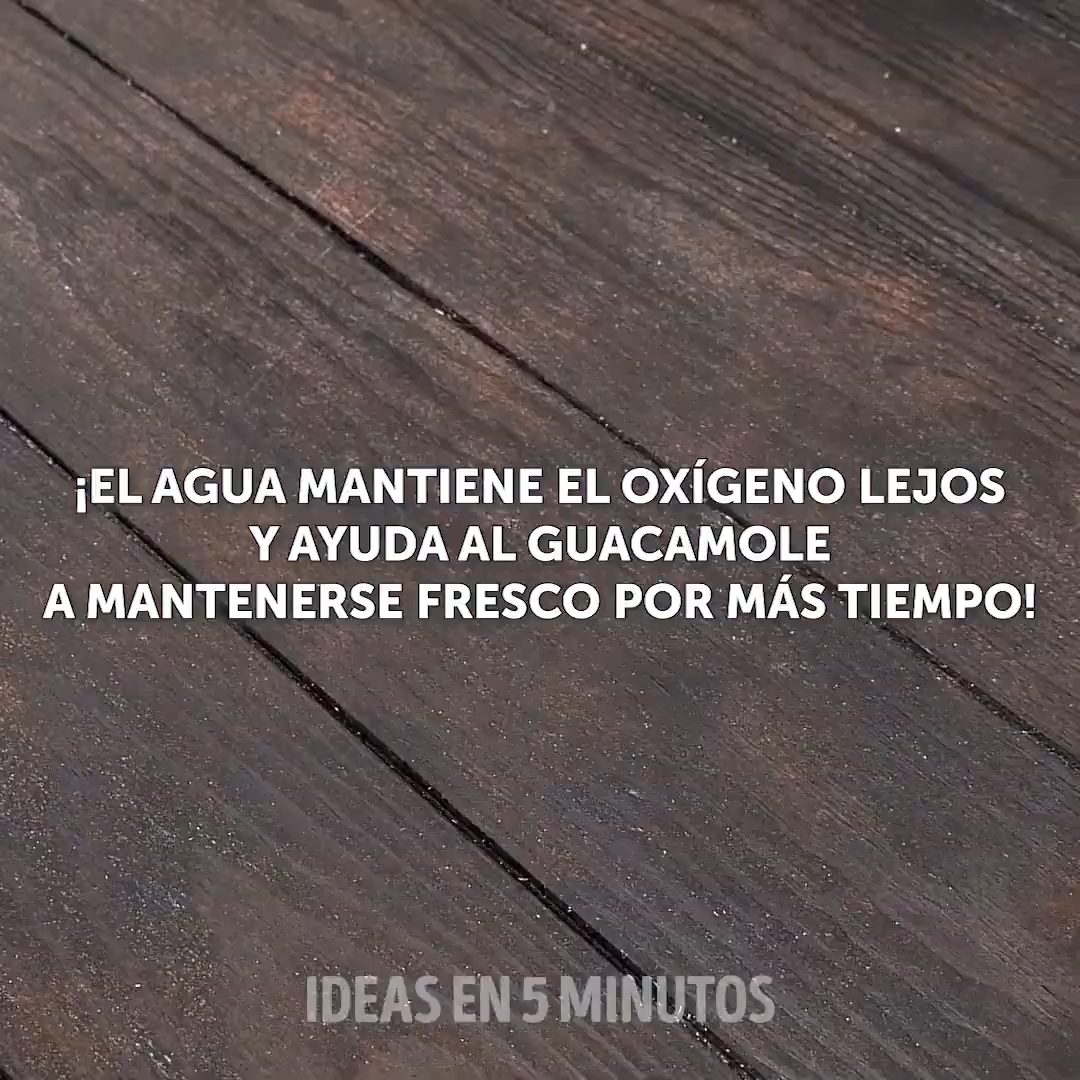 ¡EL AGUA MANTIENE EL OXÍGENO LEJOS
Y AYUDA AL GUACAMOLE
A MANTENERSE FRESCO POR MÁS TIEMPO!
IDEAS EN 5 MINUTOS